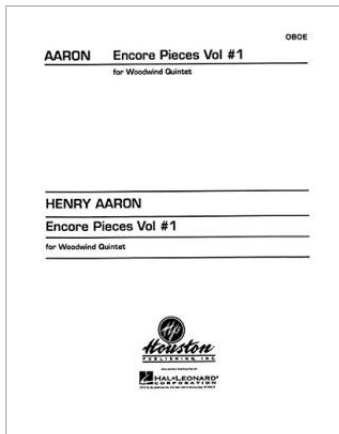 OBOE
AARON Encore Pieces Vol #1
for Woodwind Quintet
HENRY AARON
Encore Pieces Vol #1
for Woodwind Quintet
HP
Houston
PUBLISHING, INC.
HAL•LEONARD®
CORPORATION